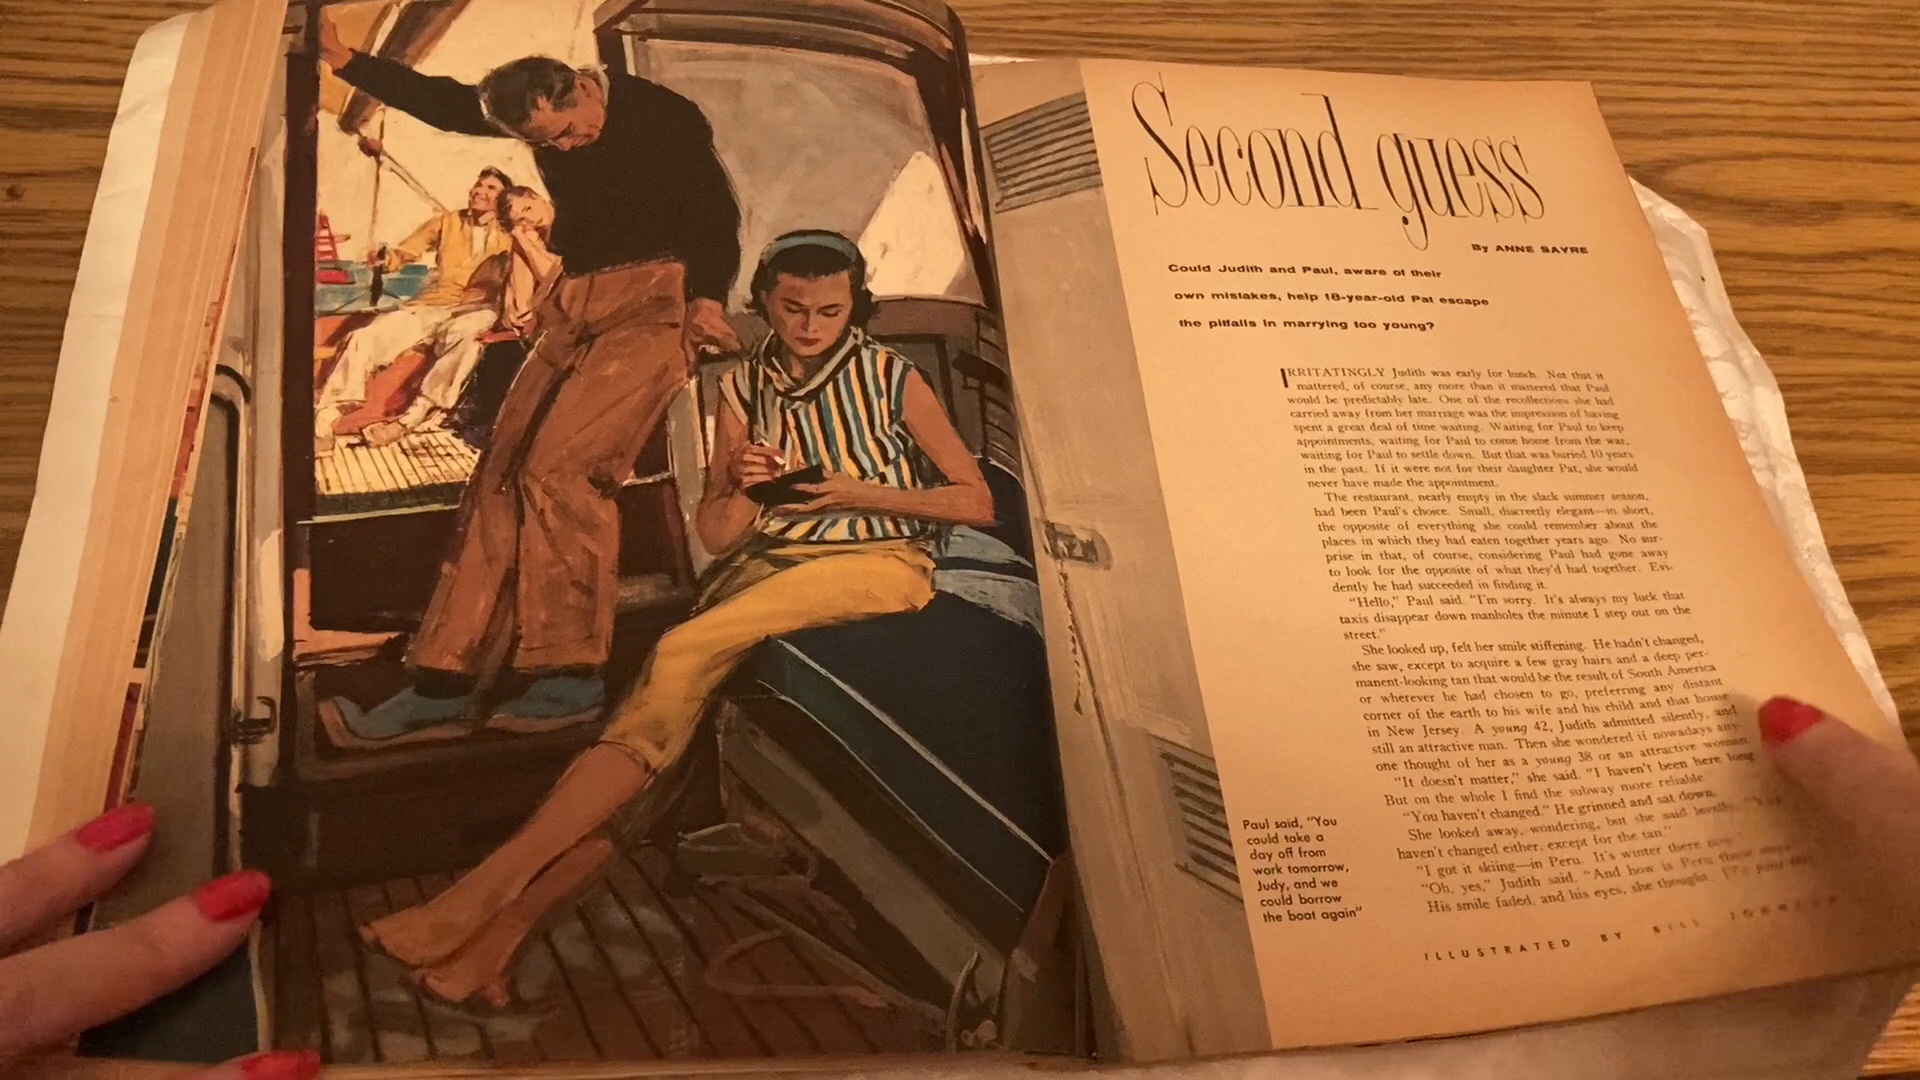 Second guess
By ANNE SAYRE
Could Judith and Paul, aware of their
own mistakes, help 18-year-old Pat escape
the pitfalls in marrying too young?
IRRITATINGLY Judith was early for lunch. Not that it
mattered, of course, any more than it mattered that Paul
would be predictably late. One of the recollections she had
carried away from her marriage was the impression of having
spent a great deal of time waiting. Waiting for Paul to keep
appointments, waiting for Paul to come home from the war,
waiting for Paul to settle down. But that was buried 10 years
in the past. If it were not for their daughter Pat, she would
never have made the appointment.
The restaurant, nearly empty in the slack summer season,
had been Paul's choice. Small, discreetly elegant—in short,
the opposite of everything she could remember about the
places in which they had eaten together years ago. No sur-
prise in that, of course, considering Paul had gone away
to look for the opposite of what they'd had together. Evi-
dently he had succeeded in finding it.
"Hello," Paul said. "I'm sorry. It's always my luck that
taxis disappear down manholes the minute I step out on the
street."
She looked up, felt her smile stiffening. He hadn't changed,
she saw, except to acquire a few gray hairs and a deep per-
manent-looking tan that would be the result of South America
or wherever he had chosen to go, preferring any distant
corner of the earth to his wife and his child and that house
in New Jersey. A young 42, Judith admitted silently, and
still an attractive man. Then she wondered if nowadays any-
one thought of her as a young 38 or an attractive woman
"It doesn't matter," she said. "I haven't been here long.
But on the whole I find the subway more reliable."
"You haven't changed." He grinned and sat down.
She looked away, wondering, but she said levelly, "You
haven't changed either, except for the tan."
"I got it skiing—in Peru. It's winter there now."
"Oh, yes," Judith said. "And how is Peru these
His smile faded, and his eyes, she thought,
Paul said, "You
could take a
day off from
work tomorrow,
Judy, and we
could borrow
the boat again"
ILLUSTRATED BY